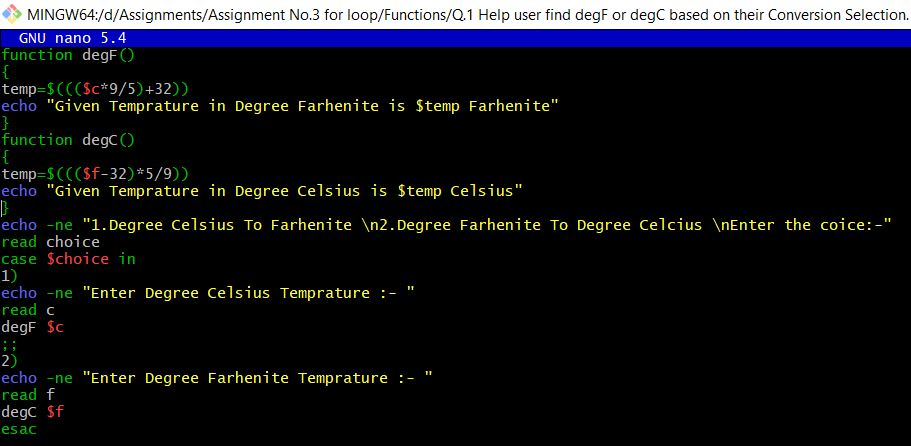 MINGW64:/d/Assignments/Assignment No.3 for loop/Functions/Q.1 Help user find degF or degC based on their Conversion Selection.
GNU nano 5.4
function degF()
{
temp=$((($c*9/5)+32))
echo "Given Temprature in Degree Farhenite is $temp Farhenite"
}
function degC()
{
temp=$((($f-32)*5/9))
echo "Given Temprature in Degree Celsius is $temp Celsius"
}
echo -ne "1.Degree Celsius To Farhenite \n2.Degree Farhenite To Degree Celcius \nEnter the coice:-"
read choice
case $choice in
1)
echo -ne "Enter Degree Celsius Temprature :- "
read c
degF $c
;;
2)
echo -ne "Enter Degree Farhenite Temprature :- "
read f
degC $f
esac